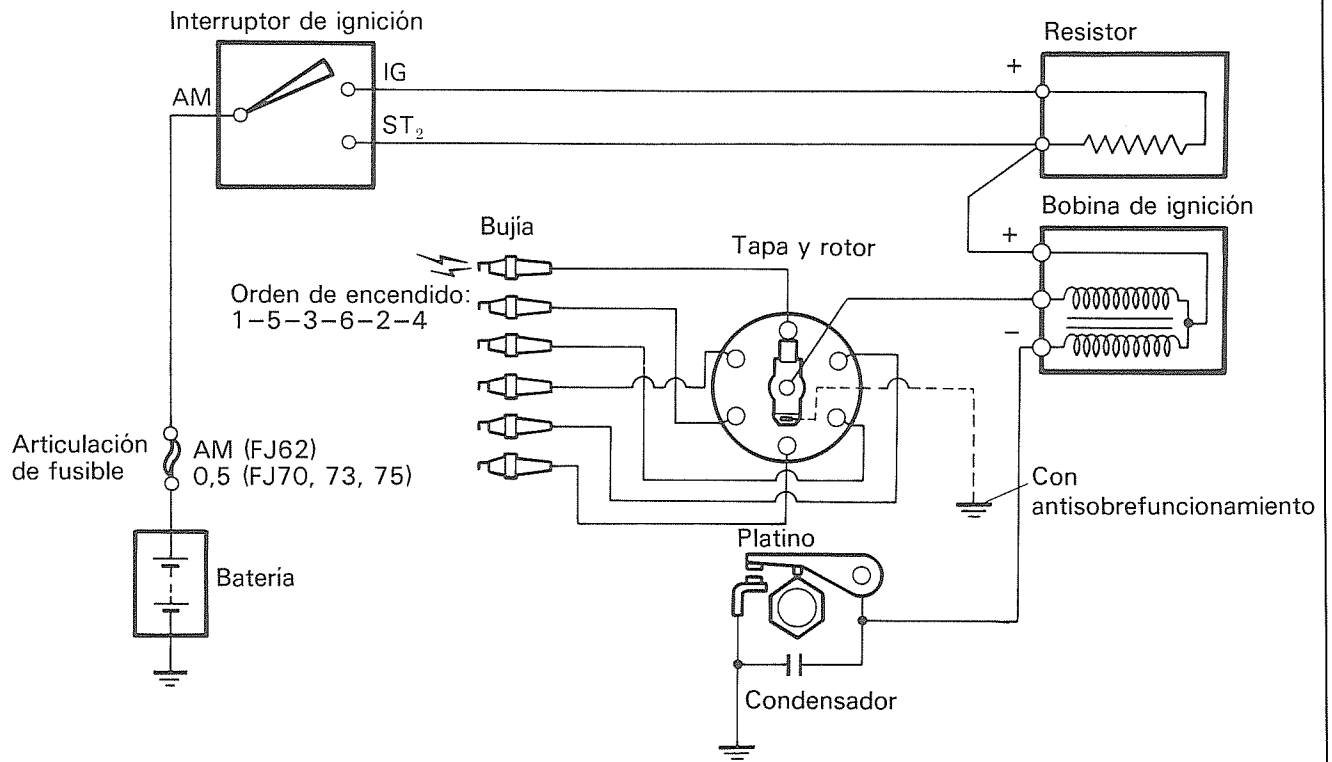 Interruptor de ignición
AM
IG
ST₂
Resistor
+
Bobina de ignición
+
−
Bujía
Tapa y rotor
Orden de encendido:
1−5−3−6−2−4
Articulación
de fusible
AM (FJ62)
0,5 (FJ70, 73, 75)
Con
antisobrefuncionamiento
Platino
Batería
Condensador